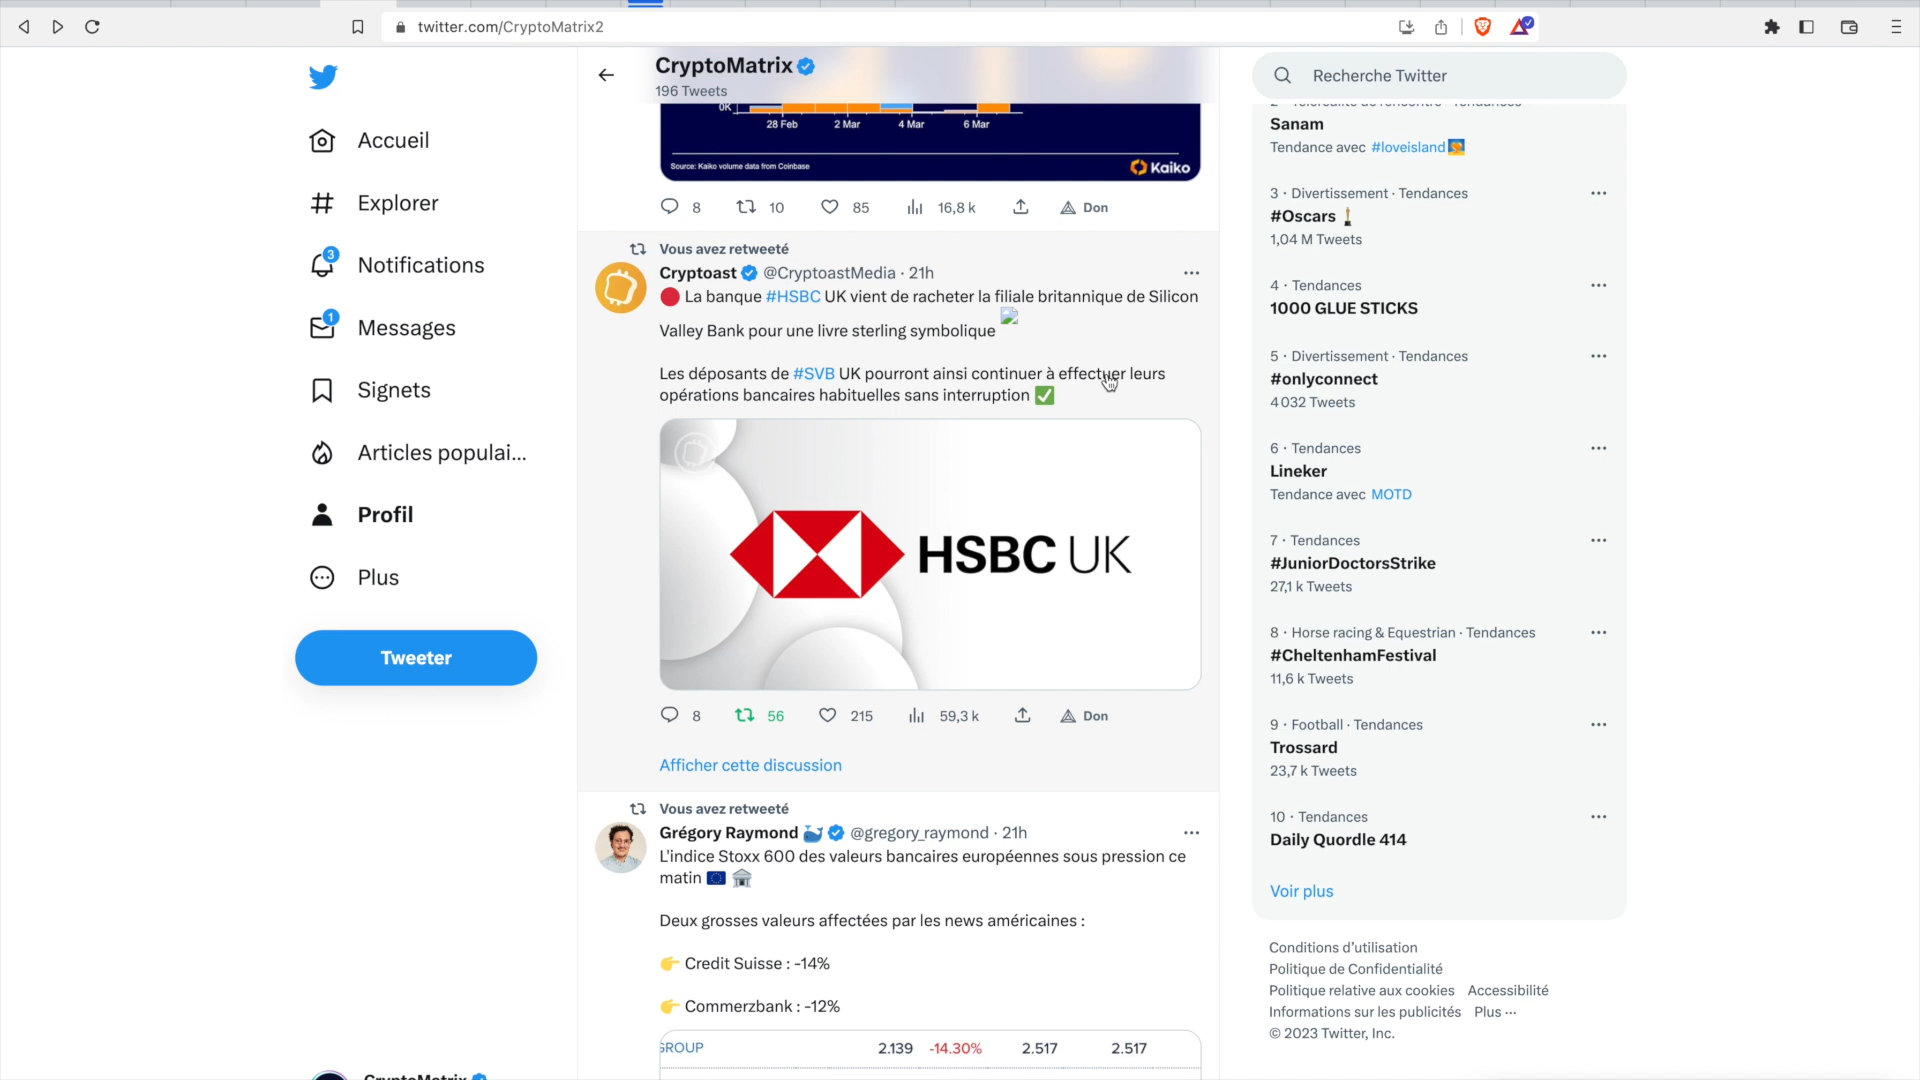 twitter.com/CryptoMatrix2
CryptoMatrix
196 Tweets
Recherche Twitter
Accueil
Explorer
3
Notifications
1
Messages
Signets
Articles populai...
Profil
Plus
Tweeter
CryptoMatrix
0K
28 Feb 2 Mar 4 Mar 6 Mar
Source: Kaiko volume data from Coinbase
Kaiko
8 10 85 16,8 k Don
Vous avez retweeté
Cryptoast @CryptoastMedia · 21h
La banque #HSBC UK vient de racheter la filiale britannique de Silicon
Valley Bank pour une livre sterling symbolique
Les déposants de #SVB UK pourront ainsi continuer à effectuer leurs
opérations bancaires habituelles sans interruption
HSBC UK
8 56 215 59,3 k Don
Afficher cette discussion
Vous avez retweeté
Grégory Raymond @gregory_raymond · 21h
L'indice Stoxx 600 des valeurs bancaires européennes sous pression ce
matin
Deux grosses valeurs affectées par les news américaines :
Credit Suisse : -14%
Commerzbank : -12%
GROUP 2.139 -14.30% 2.517 2.517
Sanam
Tendance avec #loveisland
3 · Divertissement · Tendances
#Oscars
1,04 M Tweets
4 · Tendances
1000 GLUE STICKS
5 · Divertissement · Tendances
#onlyconnect
4 032 Tweets
6 · Tendances
Lineker
Tendance avec MOTD
7 · Tendances
#JuniorDoctorsStrike
27,1 k Tweets
8 · Horse racing & Equestrian · Tendances
#CheltenhamFestival
11,6 k Tweets
9 · Football · Tendances
Trossard
23,7 k Tweets
10 · Tendances
Daily Quordle 414
Voir plus
Conditions d'utilisation
Politique de Confidentialité
Politique relative aux cookies Accessibilité
Informations sur les publicités Plus ···
© 2023 Twitter, Inc.